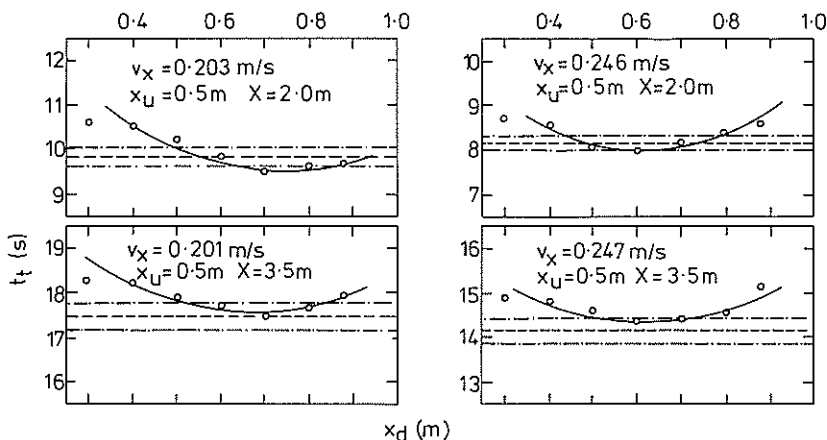 0.4 0.6 0.8 1.0
0.4 0.6 0.8 1.0
12
11
10
9
vx = 0·203 m/s
xu = 0·5m X = 2·0m
10
9
8
7
6
vx = 0·246 m/s
xu = 0·5m X = 2·0m
tt (s)
19
18
17
16
15
vx = 0·201 m/s
xu = 0·5m X = 3·5m
16
15
14
13
12
vx = 0·247 m/s
xu = 0·5m X = 3·5m
xd (m)